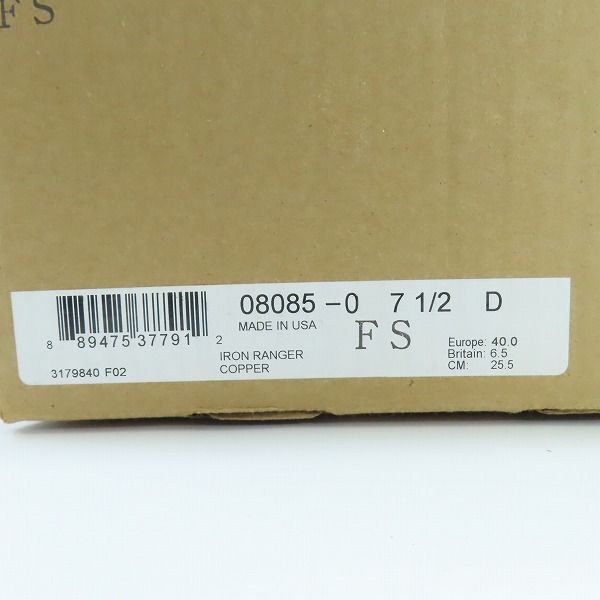 FS
08085-0 7 1/2 D
MADE IN USA
FS
8 89475 37791 2
IRON RANGER
COPPER
3179840 F02
Europe: 40.0
Britain: 6.5
CM: 25.5